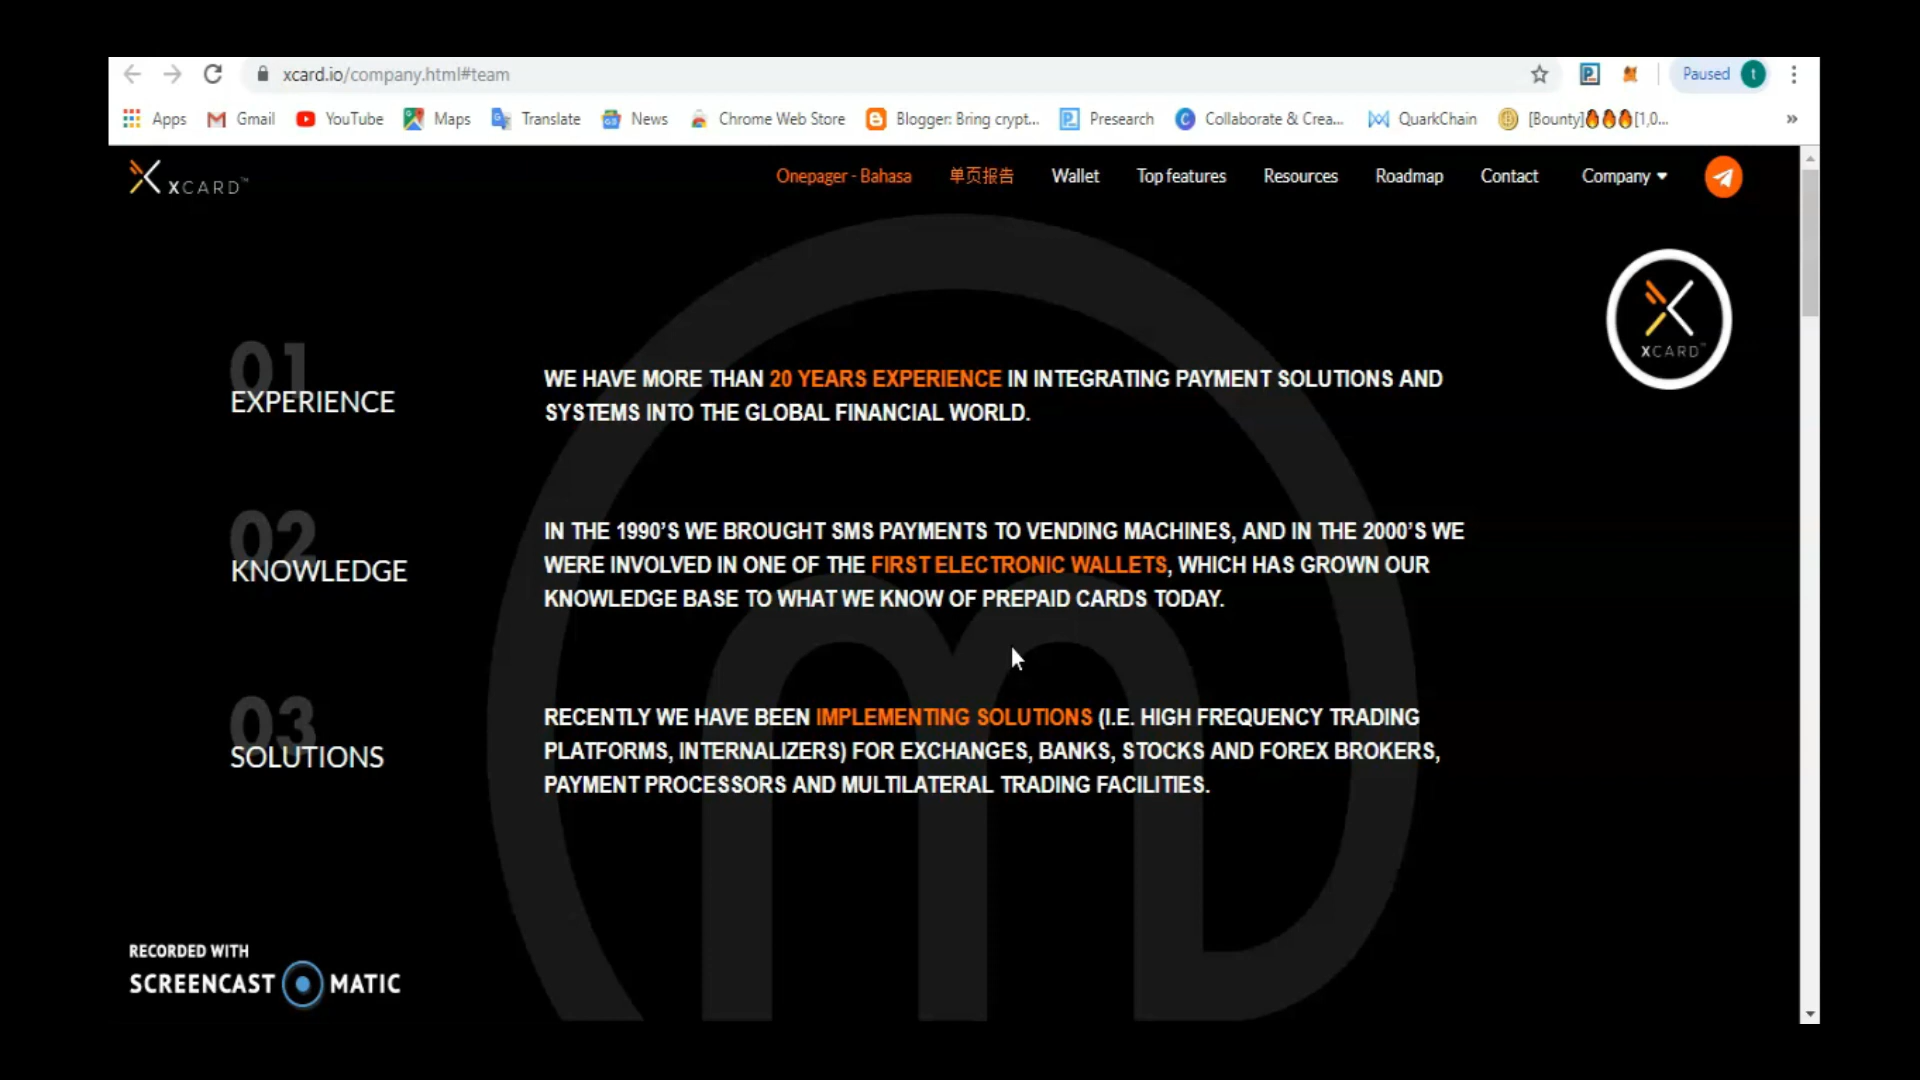 xcard.io/company.html#team
Paused t
Apps Gmail YouTube Maps Translate News Chrome Web Store Blogger: Bring crypt... Presearch Collaborate & Crea... QuarkChain [Bounty]🔥🔥🔥[1,0... »
XCARD™ Onepager - Bahasa 单页报告 Wallet Top features Resources Roadmap Contact Company
XCARD™
01
EXPERIENCE
WE HAVE MORE THAN 20 YEARS EXPERIENCE IN INTEGRATING PAYMENT SOLUTIONS AND
SYSTEMS INTO THE GLOBAL FINANCIAL WORLD.
02
KNOWLEDGE
IN THE 1990'S WE BROUGHT SMS PAYMENTS TO VENDING MACHINES, AND IN THE 2000'S WE
WERE INVOLVED IN ONE OF THE FIRST ELECTRONIC WALLETS, WHICH HAS GROWN OUR
KNOWLEDGE BASE TO WHAT WE KNOW OF PREPAID CARDS TODAY.
03
SOLUTIONS
RECENTLY WE HAVE BEEN IMPLEMENTING SOLUTIONS (I.E. HIGH FREQUENCY TRADING
PLATFORMS, INTERNALIZERS) FOR EXCHANGES, BANKS, STOCKS AND FOREX BROKERS,
PAYMENT PROCESSORS AND MULTILATERAL TRADING FACILITIES.
RECORDED WITH
SCREENCAST MATIC